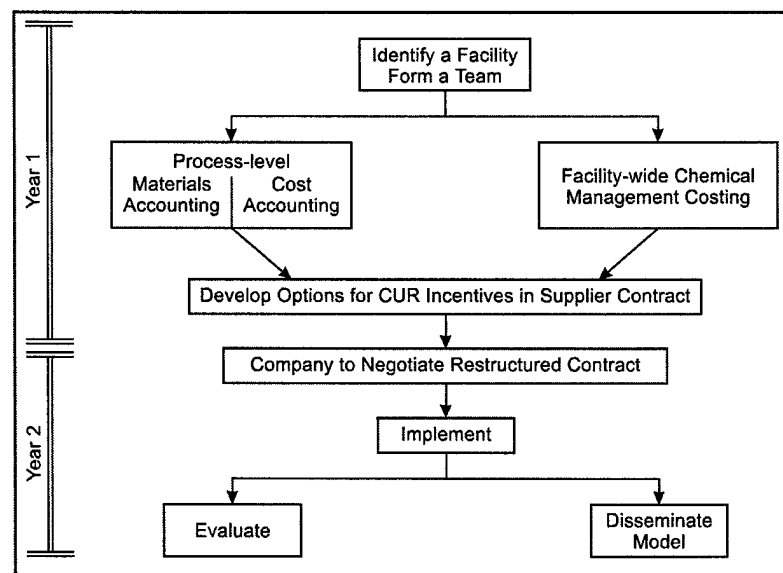 Year 1
Identify a Facility
Form a Team
Process-level
Materials Cost
Accounting Accounting
Facility-wide Chemical
Management Costing
Develop Options for CUR Incentives in Supplier Contract
Year 2
Company to Negotiate Restructured Contract
Implement
Evaluate
Disseminate
Model